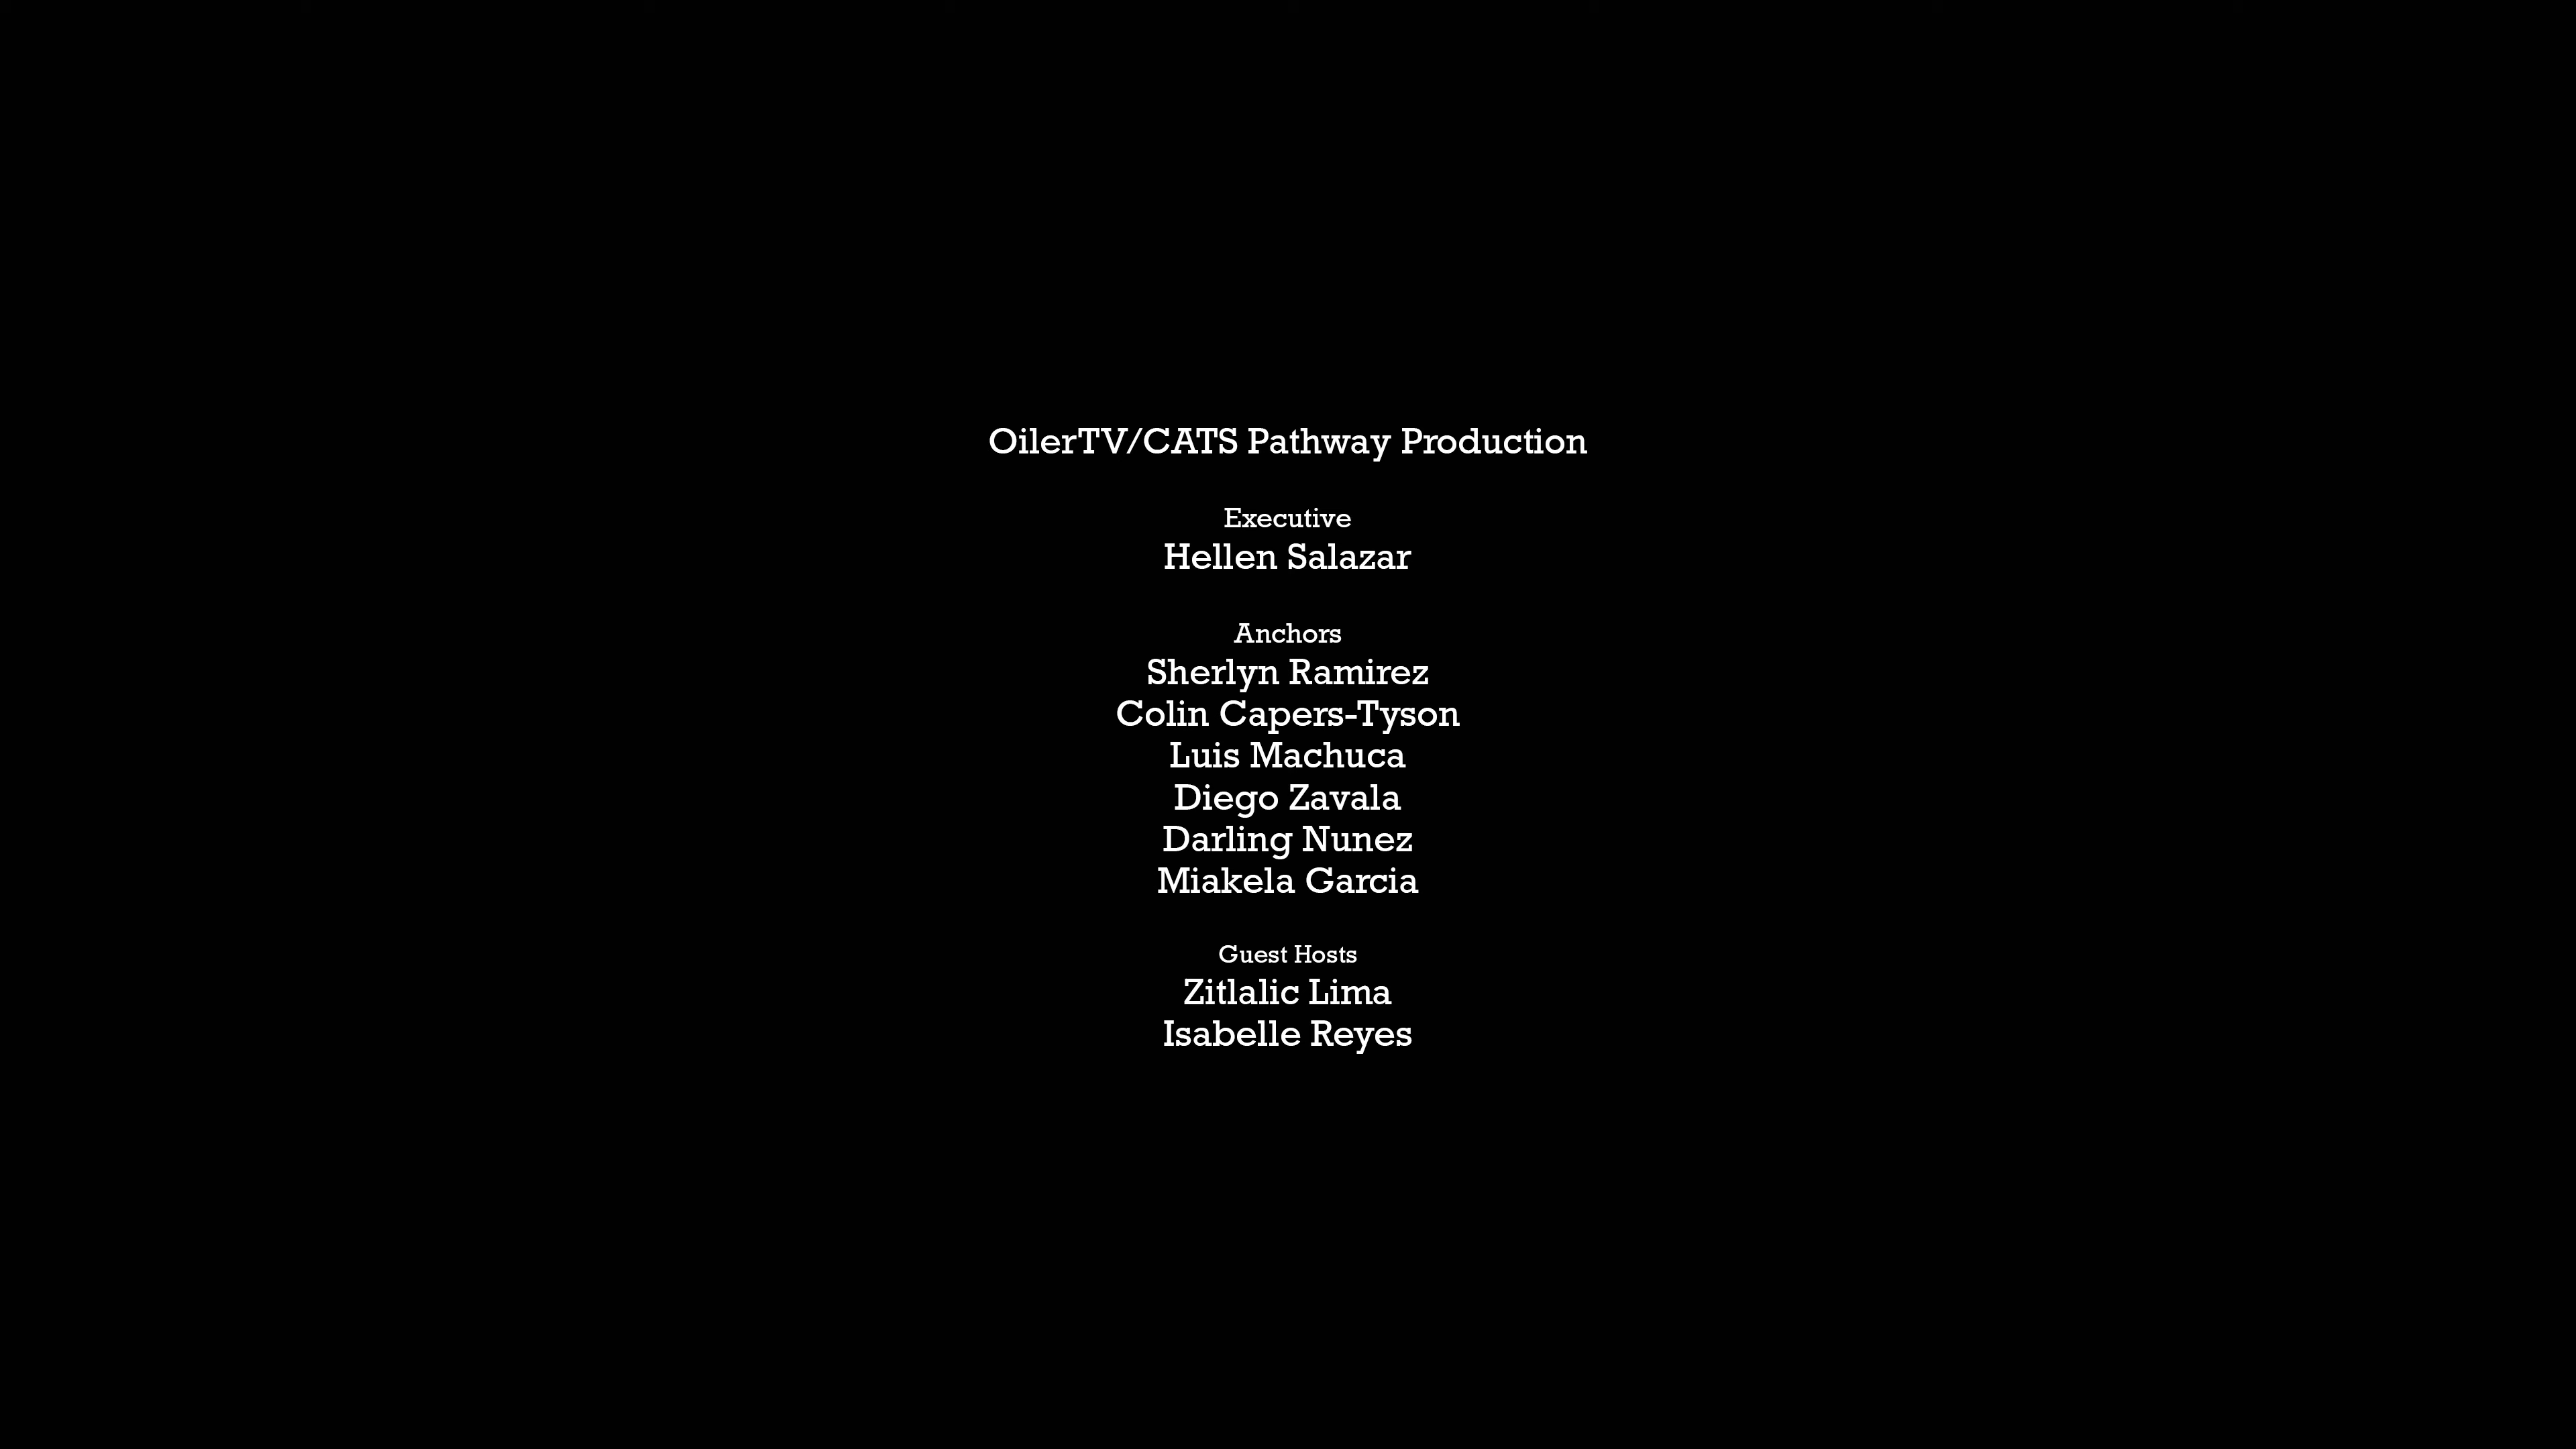 OilerTV/CATS Pathway Production
Executive
Hellen Salazar
Anchors
Sherlyn Ramirez
Colin Capers-Tyson
Luis Machuca
Diego Zavala
Darling Nunez
Miakela Garcia
Guest Hosts
Zitlalic Lima
Isabelle Reyes